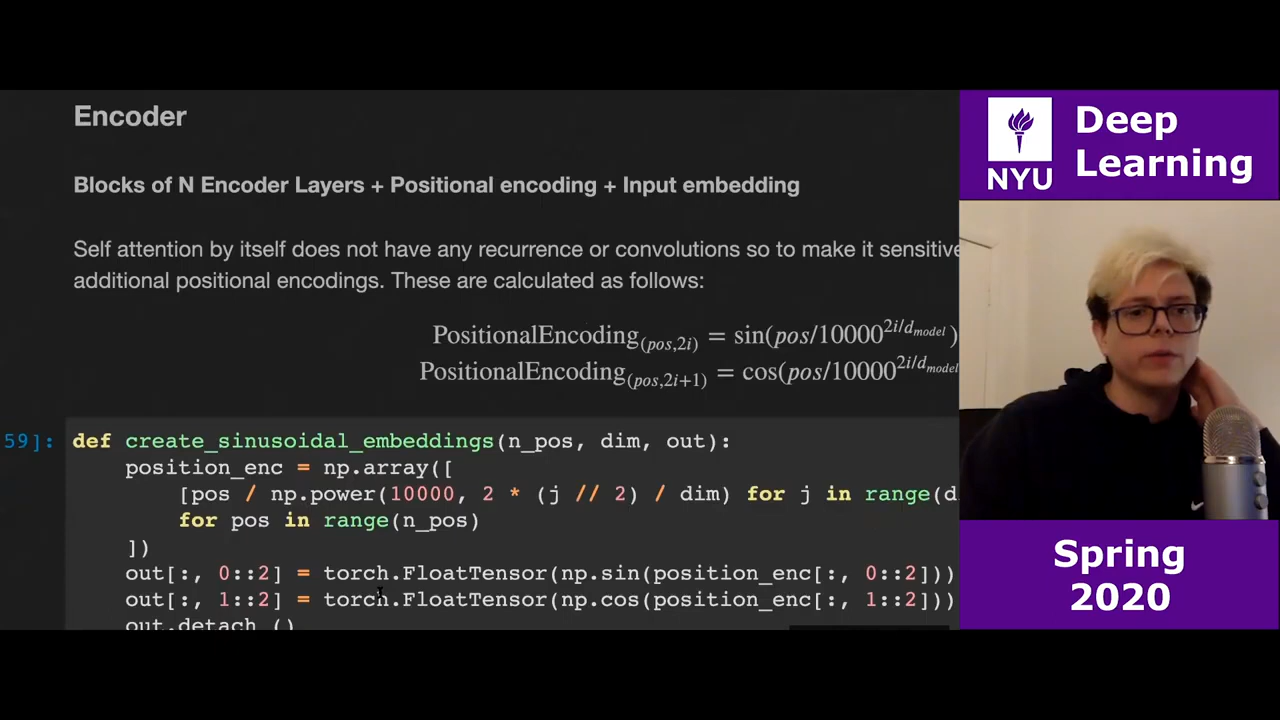 Encoder
Blocks of N Encoder Layers + Positional encoding + Input embedding
Self attention by itself does not have any recurrence or convolutions so to make it sensitive
additional positional encodings. These are calculated as follows:
PositionalEncoding(pos,2i) = sin(pos/10000^2i/d_model)
PositionalEncoding(pos,2i+1) = cos(pos/10000^2i/d_model
59]: def create_sinusoidal_embeddings(n_pos, dim, out):
position_enc = np.array([
[pos / np.power(10000, 2 * (j // 2) / dim) for j in range(d
for pos in range(n_pos)
])
out[:, 0::2] = torch.FloatTensor(np.sin(position_enc[:, 0::2]))
out[:, 1::2] = torch.FloatTensor(np.cos(position_enc[:, 1::2]))
out.detach_()
NYU
Deep
Learning
Spring
2020